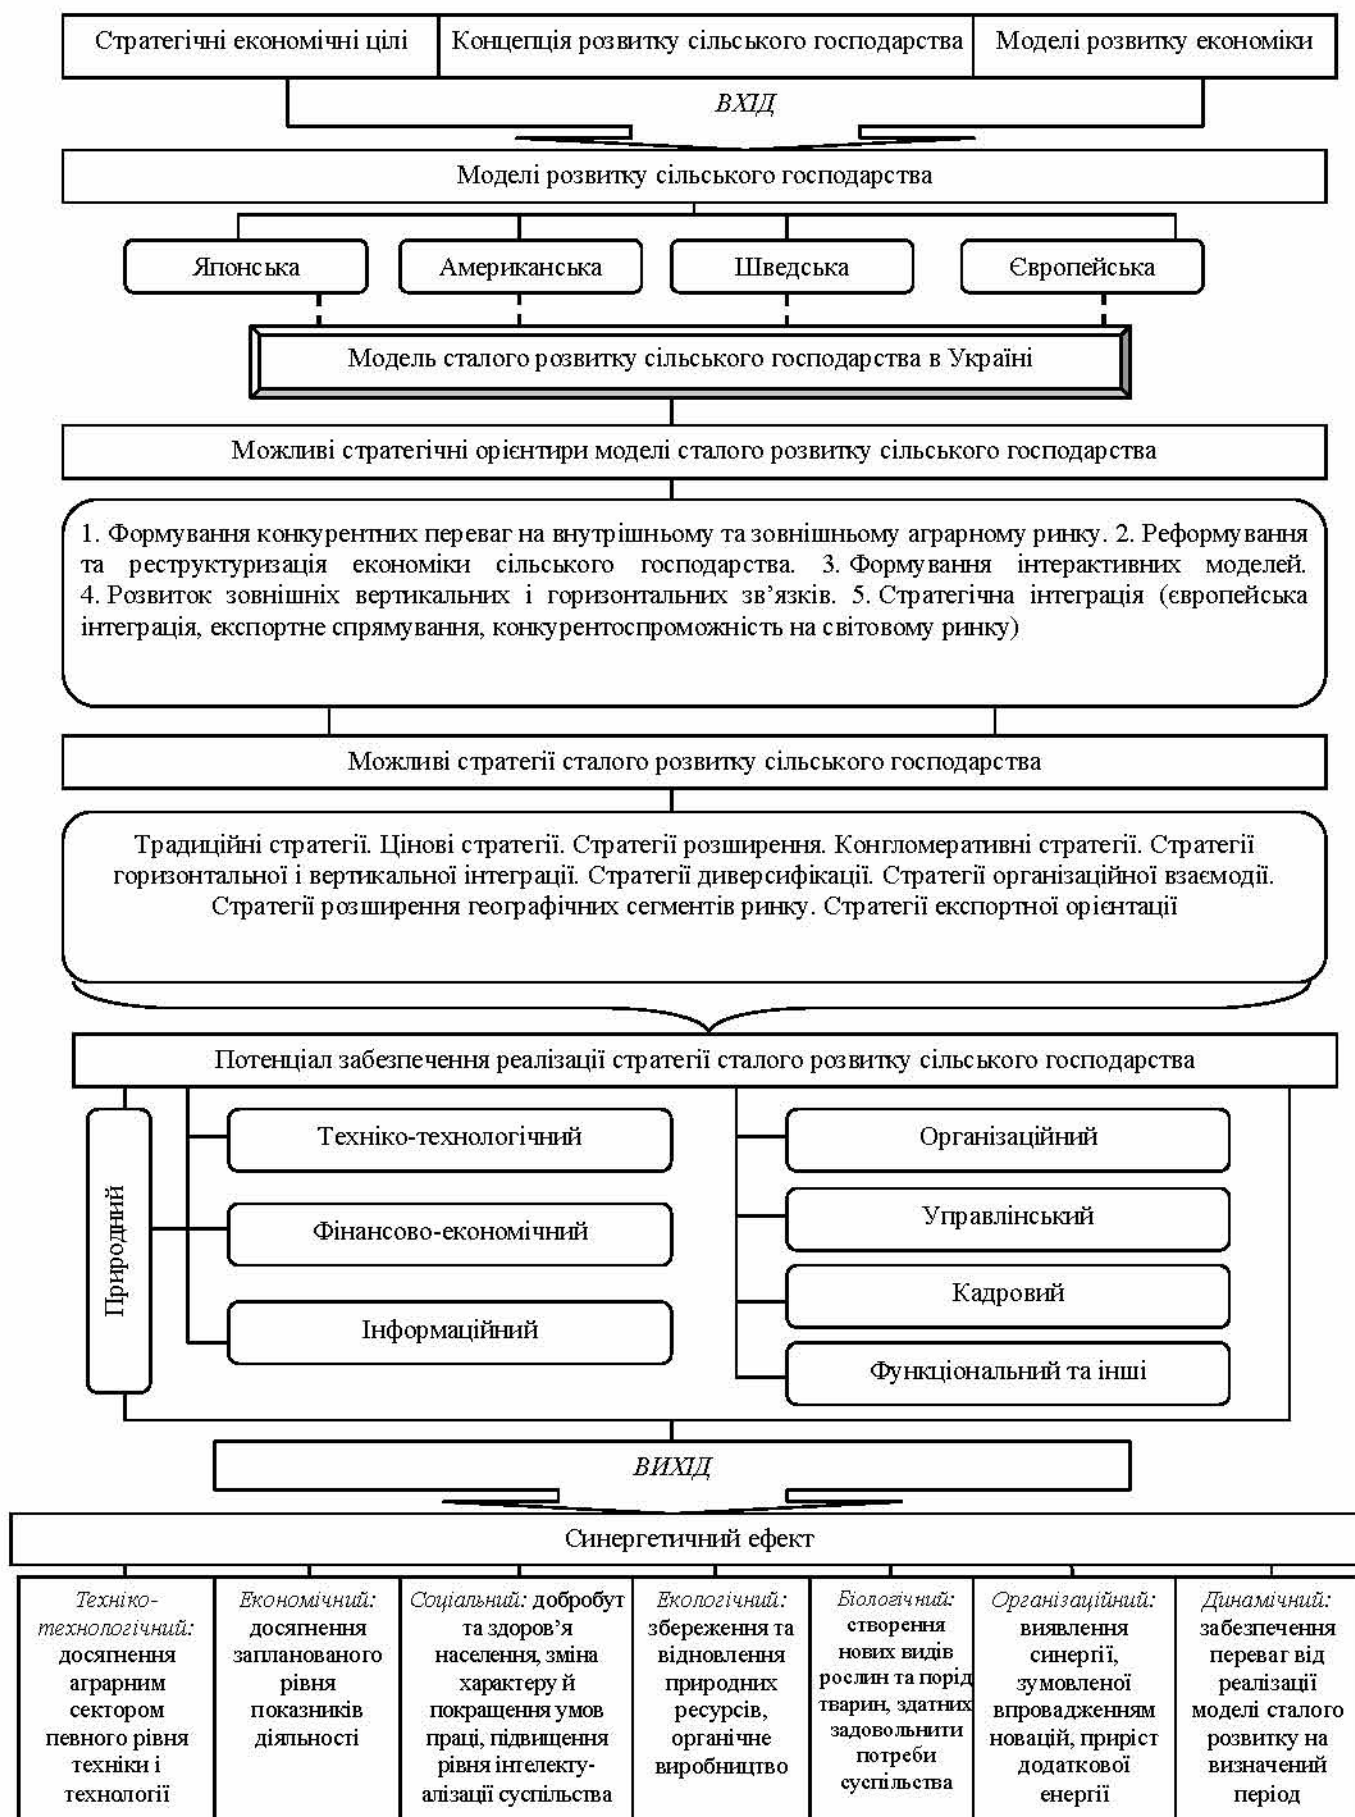 Стратегічні економічні цілі
Концепція розвитку сільського господарства
Моделі розвитку економіки
ВХІД
Моделі розвитку сільського господарства
Японська
Американська
Шведська
Європейська
Модель сталого розвитку сільського господарства в Україні
Можливі стратегічні орієнтири моделі сталого розвитку сільського господарства
1. Формування конкурентних переваг на внутрішньому та зовнішньому аграрному ринку. 2. Реформування
та реструктуризація економіки сільського господарства. 3. Формування інтерактивних моделей.
4. Розвиток зовнішніх вертикальних і горизонтальних зв’язків. 5. Стратегічна інтеграція (європейська
інтеграція, експортне спрямування, конкурентоспроможність на світовому ринку)
Можливі стратегії сталого розвитку сільського господарства
Традиційні стратегії. Цінові стратегії. Стратегії розширення. Конгломеративні стратегії. Стратегії
горизонтальної і вертикальної інтеграції. Стратегії диверсифікації. Стратегії організаційної взаємодії.
Стратегії розширення географічних сегментів ринку. Стратегії експортної орієнтації
Потенціал забезпечення реалізації стратегії сталого розвитку сільського господарства
Природний
Техніко-технологічний
Фінансово-економічний
Інформаційний
Організаційний
Управлінський
Кадровий
Функціональний та інші
ВИХІД
Синергетичний ефект
Техніко-
технологічний:
досягнення
аграрним
сектором
певного рівня
техніки і
технології
Економічний:
досягнення
запланованого
рівня
показників
діяльності
Соціальний: добробут
та здоров’я
населення, зміна
характеру й
покращення умов
праці, підвищення
рівня інтелекту-
алізації суспільства
Екологічний:
збереження та
відновлення
природних
ресурсів,
органічне
виробництво
Біологічний:
створення
нових видів
рослин та порід
тварин, здатних
задовольнити
потреби
суспільства
Організаційний:
виявлення
синергії,
зумовленої
впровадженням
новацій, приріст
додаткової
енергії
Динамічний:
забезпечення
переваг від
реалізації
моделі сталого
розвитку на
визначений
період